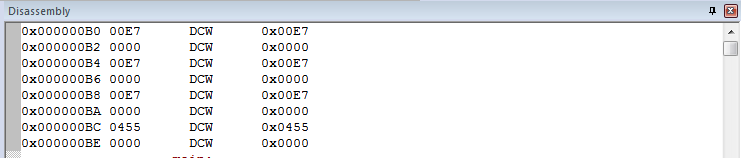 Disassembly
0x000000B0 00E7 DCW 0x00E7
0x000000B2 0000 DCW 0x0000
0x000000B4 00E7 DCW 0x00E7
0x000000B6 0000 DCW 0x0000
0x000000B8 00E7 DCW 0x00E7
0x000000BA 0000 DCW 0x0000
0x000000BC 0455 DCW 0x0455
0x000000BE 0000 DCW 0x0000